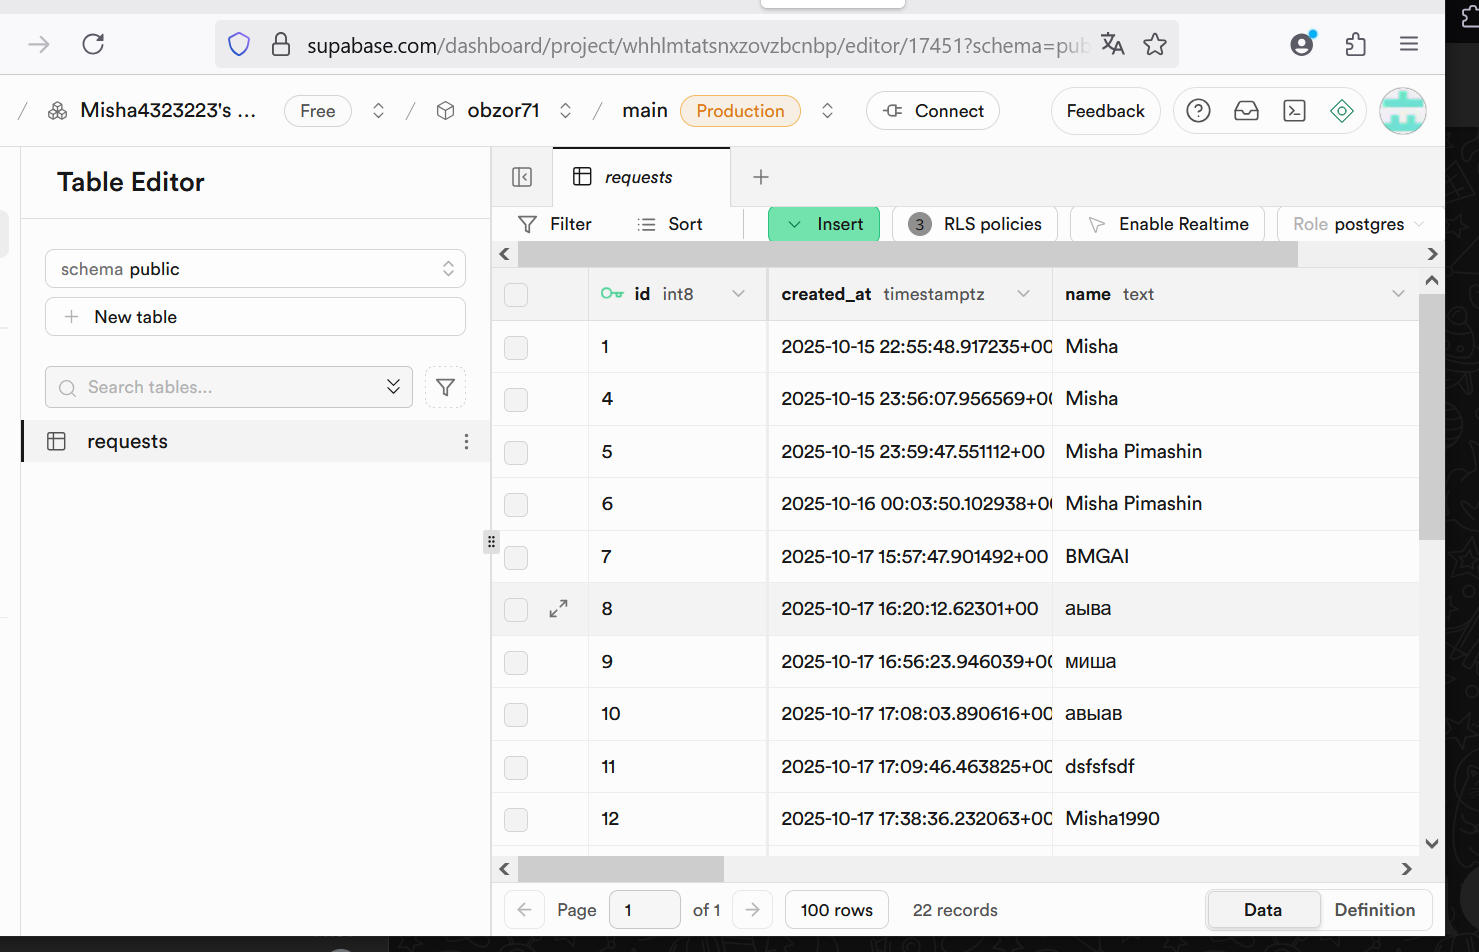 supabase.com/dashboard/project/whhlmtatsnxzovzbcnbp/editor/17451?schema=pub
/ Misha4323223's ... Free / obzor71 / main Production Connect Feedback
Table Editor
requests
Filter Sort Insert 3 RLS policies Enable Realtime Role postgres
schema public
New table
Search tables...
requests
id int8 created_at timestamptz name text
1 2025-10-15 22:55:48.917235+00 Misha
4 2025-10-15 23:56:07.956569+00 Misha
5 2025-10-15 23:59:47.551112+00 Misha Pimashin
6 2025-10-16 00:03:50.102938+00 Misha Pimashin
7 2025-10-17 15:57:47.901492+00 BMGAI
8 2025-10-17 16:20:12.62301+00 аыва
9 2025-10-17 16:56:23.946039+00 миша
10 2025-10-17 17:08:03.890616+00 авыав
11 2025-10-17 17:09:46.463825+00 dsfsfsdf
12 2025-10-17 17:38:36.232063+00 Misha1990
Page 1 of 1 100 rows 22 records Data Definition